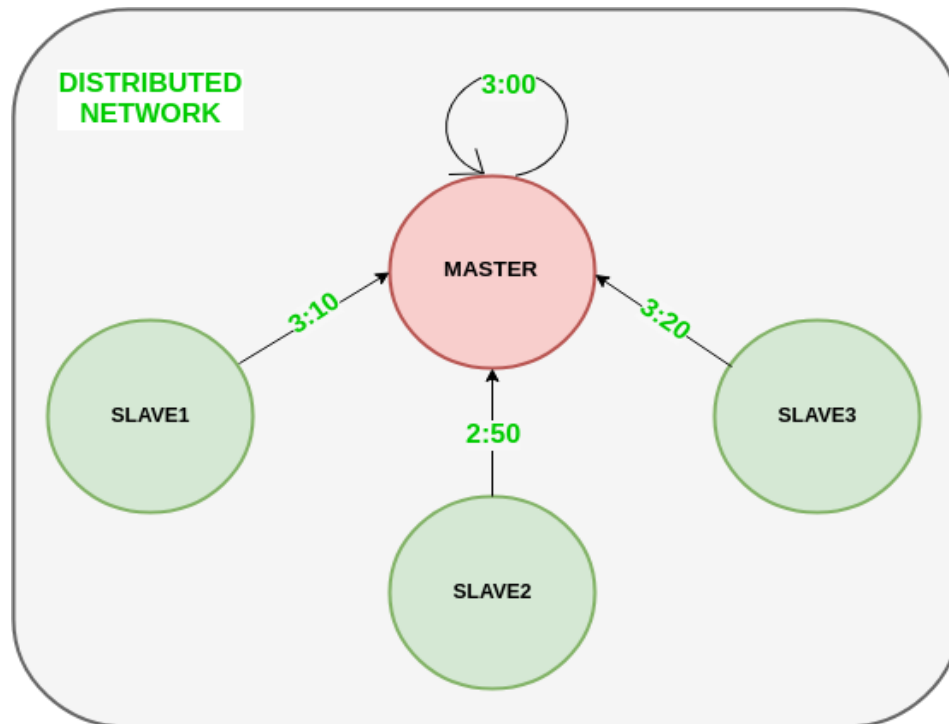 DISTRIBUTED
NETWORK
3:00
MASTER
3:10
3:20
SLAVE1
SLAVE3
2:50
SLAVE2